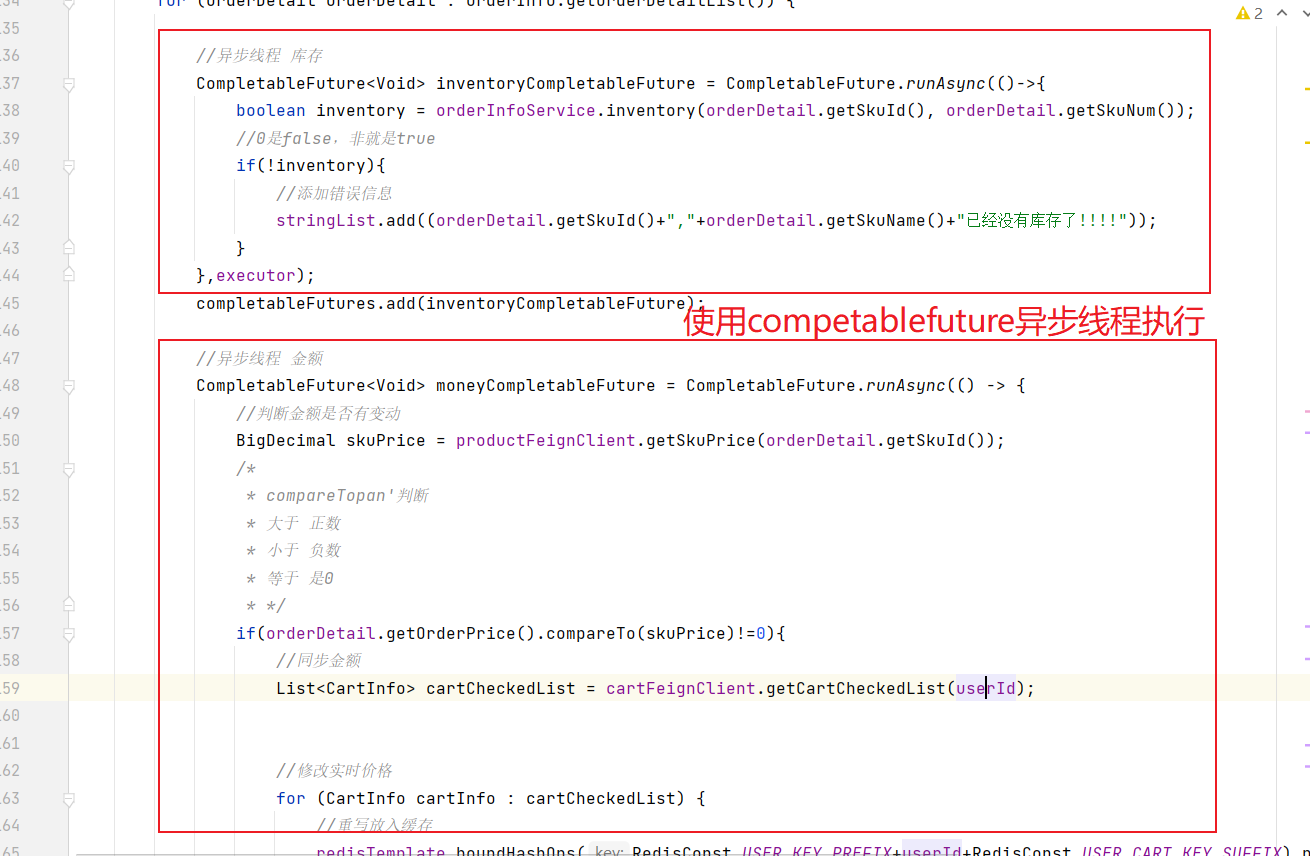 34 for (OrderDetail orderDetail : orderInfo.getOrderDetailList()) {
2
35
36 //异步线程 库存
37 CompletableFuture<Void> inventoryCompletableFuture = CompletableFuture.runAsync(()->{
38 boolean inventory = orderInfoService.inventory(orderDetail.getSkuId(), orderDetail.getSkuNum());
39 //0是false，非就是true
40 if(!inventory){
41 //添加错误信息
42 stringList.add((orderDetail.getSkuId()+","+orderDetail.getSkuName()+"已经没有库存了!!!!"));
43 }
44 },executor);
45 completableFutures.add(inventoryCompletableFuture);
使用competablefuture异步线程执行
46
47 //异步线程 金额
48 CompletableFuture<Void> moneyCompletableFuture = CompletableFuture.runAsync(() -> {
49 //判断金额是否有变动
50 BigDecimal skuPrice = productFeignClient.getSkuPrice(orderDetail.getSkuId());
51 /*
52 * compareTopan'判断
53 * 大于 正数
54 * 小于 负数
55 * 等于 是0
56 * */
57 if(orderDetail.getOrderPrice().compareTo(skuPrice)!=0){
58 //同步金额
59 List<CartInfo> cartCheckedList = cartFeignClient.getCartCheckedList(userId);
60
61
62 //修改实时价格
63 for (CartInfo cartInfo : cartCheckedList) {
64 //重写放入缓存
65 redisTemplate.boundHashOps( key: RedisConst.USER_KEY_PREFIX+userId+RedisConst.USER_CART_KEY_SUFFIX).p